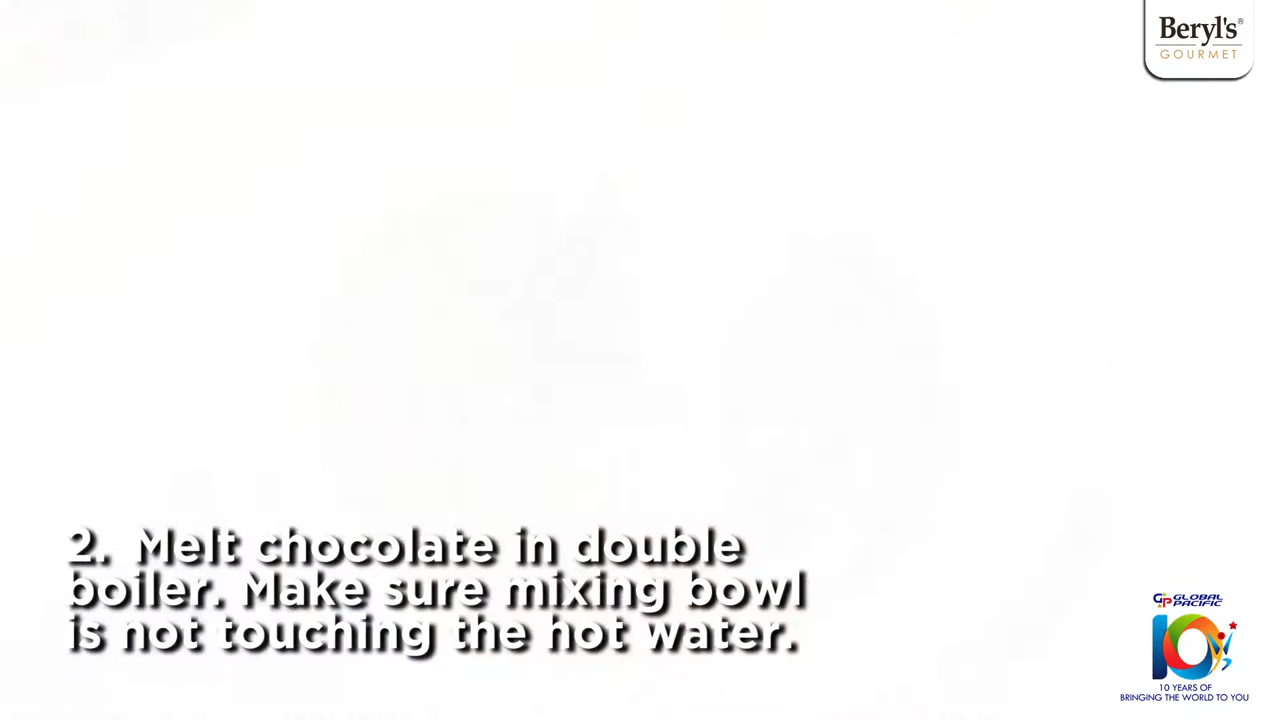 Beryl's®
GOURMET
2. Melt chocolate in double
boiler. Make sure mixing bowl
is not touching the hot water.
GP GLOBAL
PACIFIC
10
10 YEARS OF
BRINGING THE WORLD TO YOU